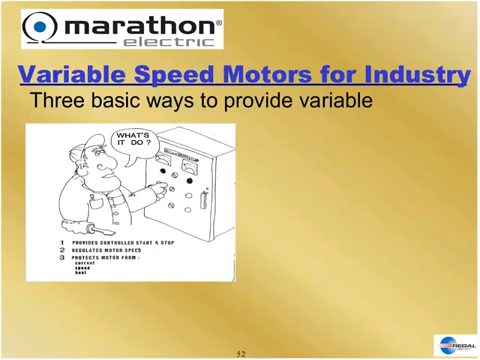 marathon®
electric
Variable Speed Motors for Industry
Three basic ways to provide variable
WHAT'S
IT DO?
1 PROVIDES CONTROLLED START & STOP
2 REGULATES MOTOR SPEED
3 PROTECTS MOTOR FROM:
current
speed
heat
52
REGAL